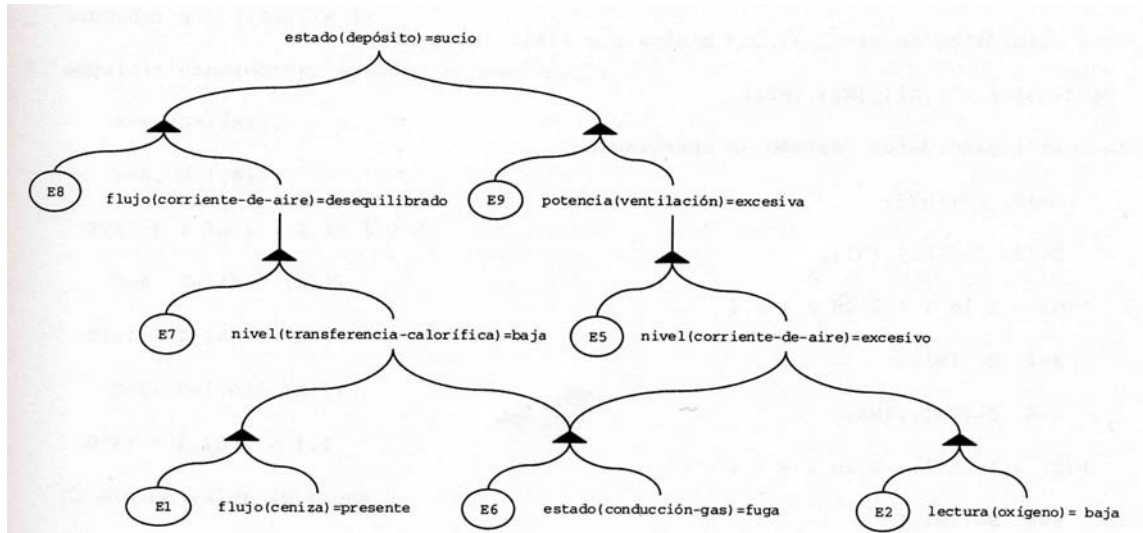 estado(depósito)=sucio
E8
flujo(corriente-de-aire)=desequilibrado
E9
potencia(ventilación)=excesiva
E7
nivel(transferencia-calorífica)=baja
E5
nivel(corriente-de-aire)=excesivo
E1
flujo(ceniza)=presente
E6
estado(conducción-gas)=fuga
E2
lectura(oxígeno)= baja